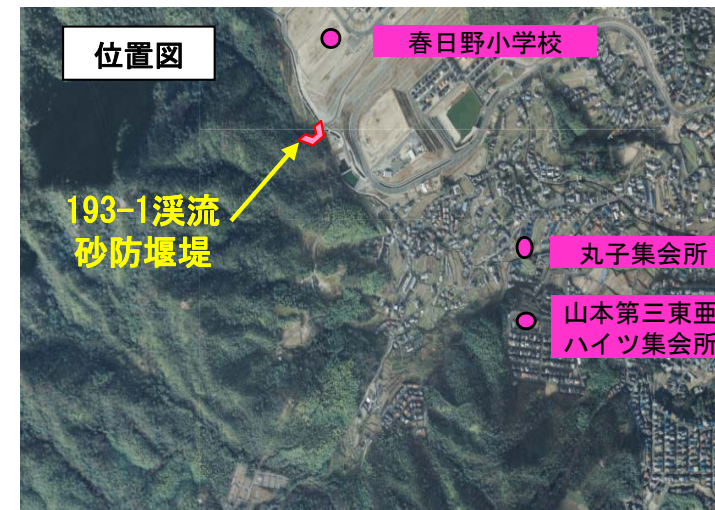 位置図
春日野小学校
193-1渓流
砂防堰堤
丸子集会所
山本第三東亜
ハイツ集会所